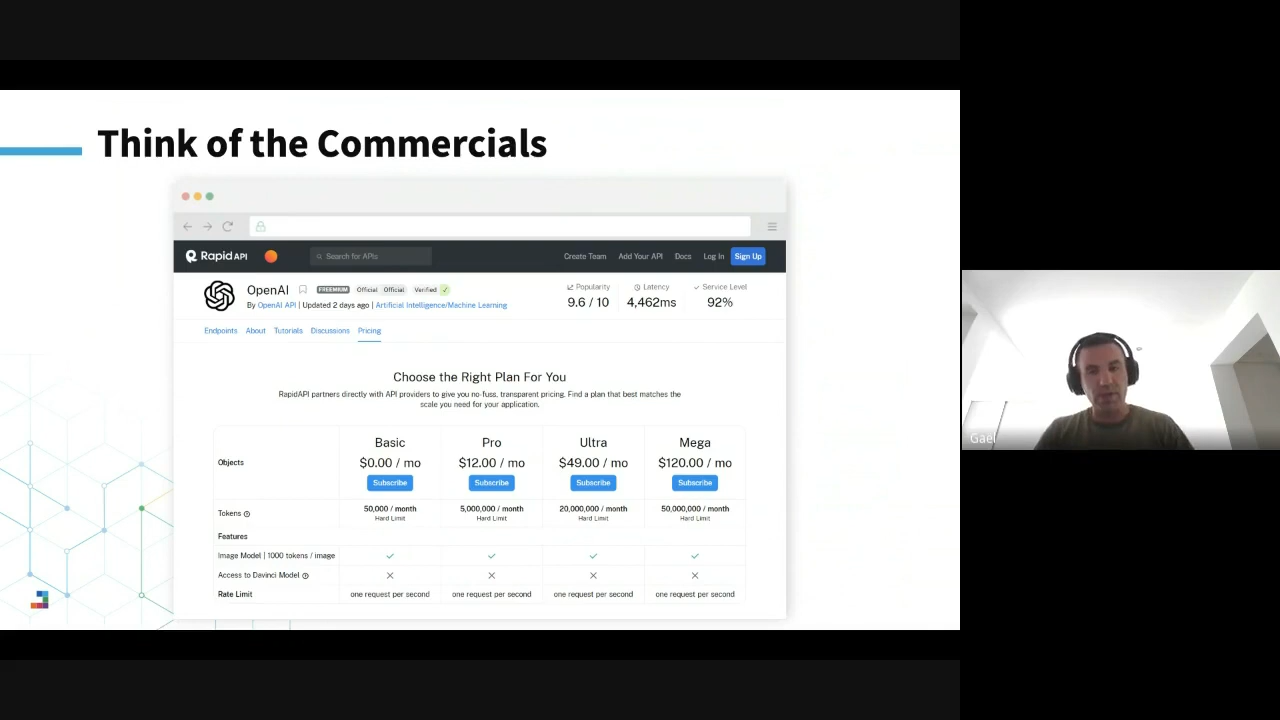 Think of the Commercials
Rapid API
Search for APIs
Create Team Add Your API Docs Log In Sign Up
OpenAI FREEMIUM Official Official Verified
By OpenAI API | Updated 2 days ago | Artificial Intelligence/Machine Learning
Popularity Latency Service Level
9.6 / 10 4,462ms 92%
Endpoints About Tutorials Discussions Pricing
Choose the Right Plan For You
RapidAPI partners directly with API providers to give you no-fuss, transparent pricing. Find a plan that best matches the
scale you need for your application.
Objects
Basic Pro Ultra Mega
$0.00 / mo $12.00 / mo $49.00 / mo $120.00 / mo
Subscribe Subscribe Subscribe Subscribe
Tokens
50,000 / month 5,000,000 / month 20,000,000 / month 50,000,000 / month
Hard Limit Hard Limit Hard Limit Hard Limit
Features
Image Model | 1000 tokens / image
Access to Davinci Model
Rate Limit one request per second one request per second one request per second one request per second
Gael